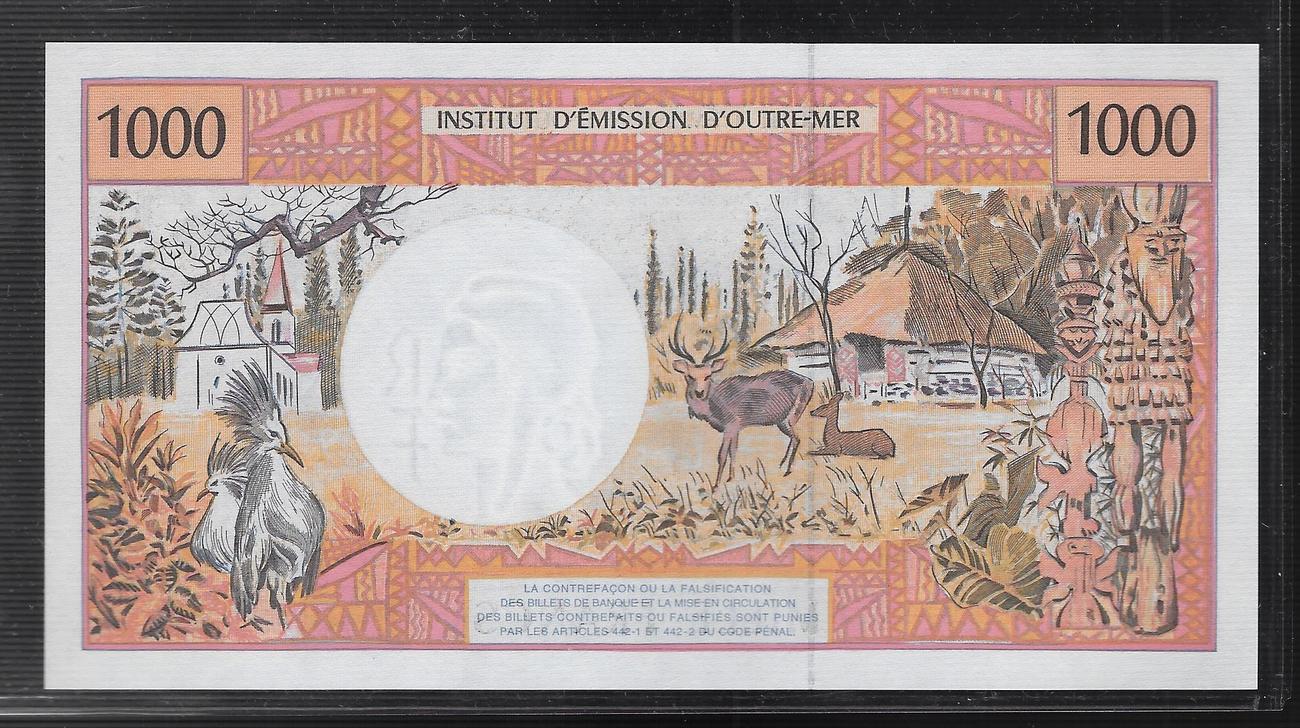 1000
INSTITUT D'ÉMISSION D'OUTRE-MER
1000
LA CONTREFAÇON OU LA FALSIFICATION
DES BILLETS DE BANQUE ET LA MISE EN CIRCULATION
DES BILLETS CONTREFAITS OU FALSIFIÉS SONT PUNIES
PAR LES ARTICLES 442-1 ET 442-2 DU CODE PÉNAL.